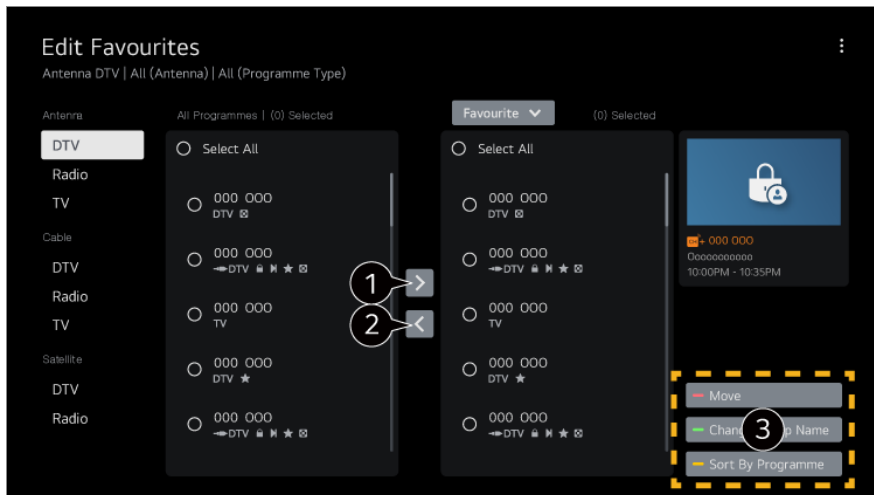 Edit Favourites
Antenna DTV | All (Antenna) | All (Programme Type)
Antenna
DTV
Radio
TV
Cable
DTV
Radio
TV
Satellite
DTV
Radio
All Programmes | (0) Selected
Select All
000 000
DTV
000 000
DTV
000 000
TV
000 000
DTV
000 000
DTV
1
2
Favourite
(0) Selected
Select All
000 000
DTV
000 000
DTV
000 000
TV
000 000
DTV
000 000
DTV
000 000
Ooooooooooo
10:00PM - 10:35PM
Move
3
Name
Sort By Programme